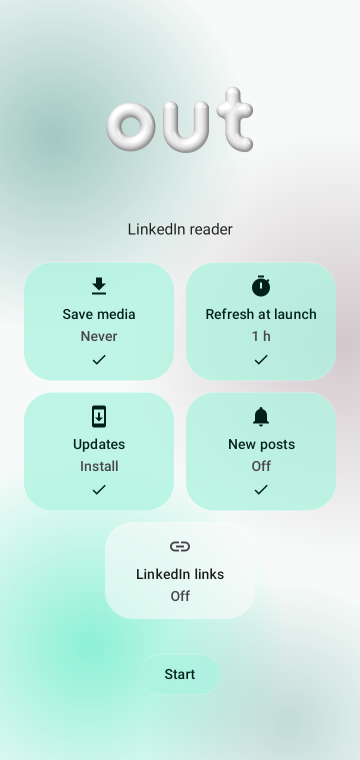 out
LinkedIn reader
Save media
Never
Refresh at launch
1 h
Updates
Install
New posts
Off
LinkedIn links
Off
Start